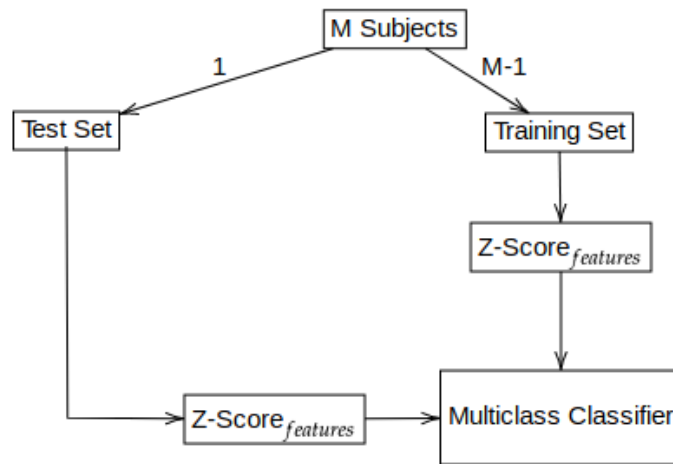 M Subjects
1
M-1
Test Set
Training Set
Z-Score features
Z-Score features
Multiclass Classifier